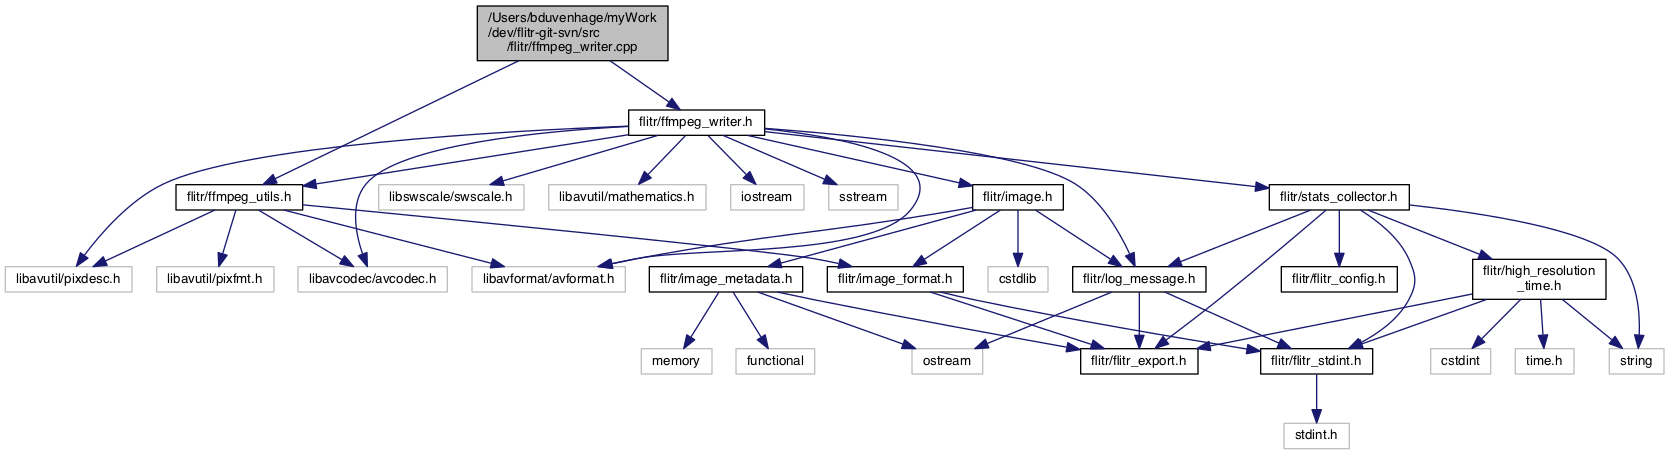 /Users/bduvenhage/myWork
/dev/flitr-git-svn/src
/flitr/ffmpeg_writer.cpp
flitr/ffmpeg_writer.h
flitr/ffmpeg_utils.h
libswscale/swscale.h
libavutil/mathematics.h
iostream
sstream
flitr/image.h
flitr/stats_collector.h
libavutil/pixdesc.h
libavutil/pixfmt.h
libavcodec/avcodec.h
libavformat/avformat.h
flitr/image_metadata.h
flitr/image_format.h
cstdlib
flitr/log_message.h
flitr/flitr_config.h
flitr/high_resolution
_time.h
memory
functional
ostream
flitr/flitr_export.h
flitr/flitr_stdint.h
cstdint
time.h
string
stdint.h